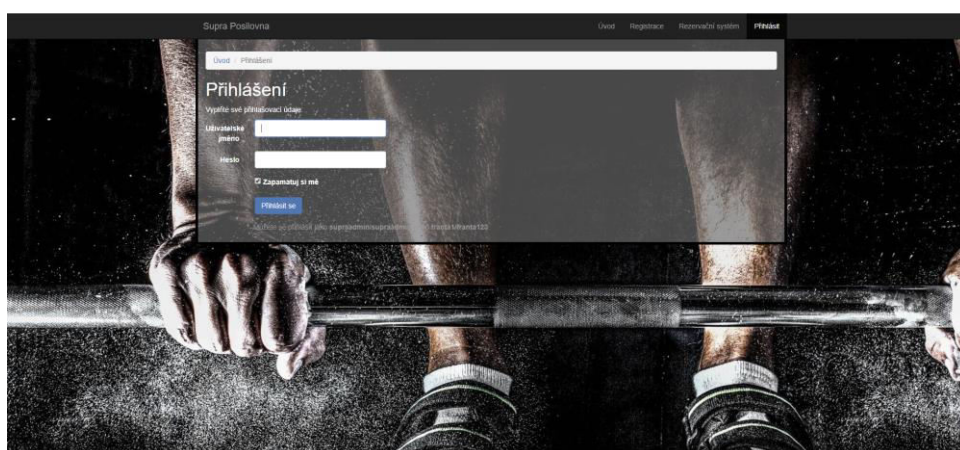 Supra Posilovna
Úvod Registrace Rezervační systém Přihlásit
Úvod / Přihlášení
Přihlášení
Vyplňte své přihlašovací údaje
Uživatelské
jméno
Heslo
Zapamatuj si mě
Přihlásit se